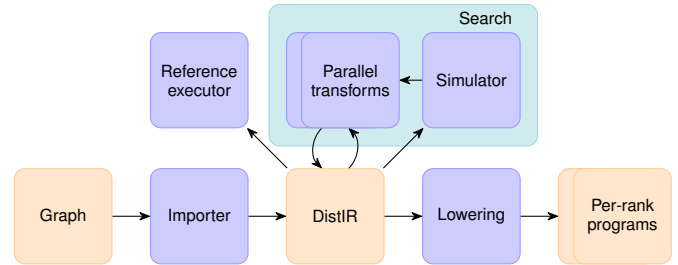 Search
Reference
executor
Parallel
transforms
Simulator
Graph
Importer
DistIR
Lowering
Per-rank
programs